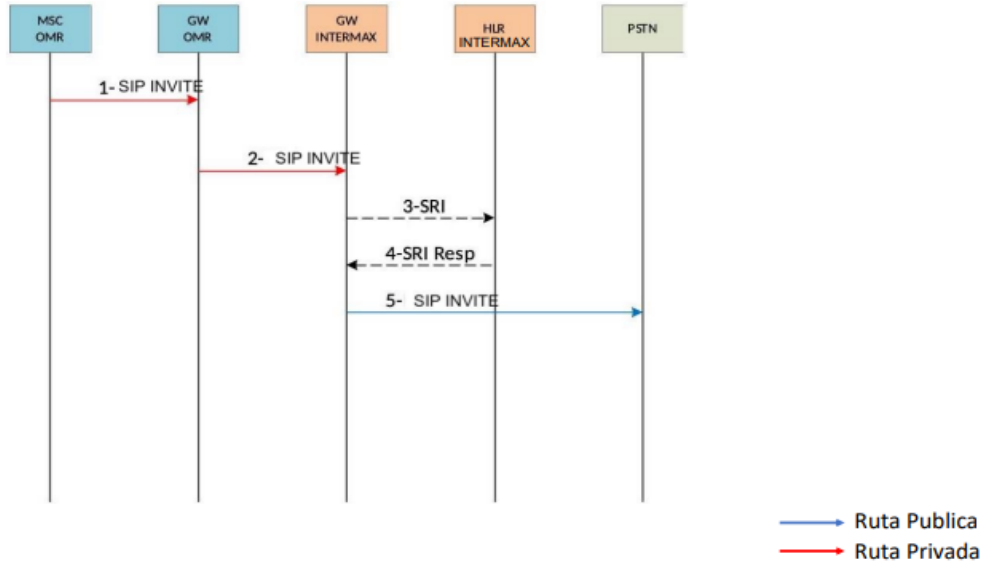 MSC
OMR
GW
OMR
GW
INTERMAX
HLR
INTERMAX
PSTN
1- SIP INVITE
2- SIP INVITE
3-SRI
4-SRI Resp
5- SIP INVITE
Ruta Publica
Ruta Privada